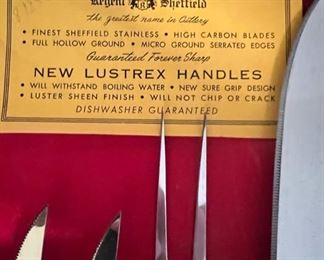 Regent Sheffield
The greatest name in Cutlery
• FINEST SHEFFIELD STAINLESS • HIGH CARBON BLADES
• FULL HOLLOW GROUND • MICRO GROUND SERRATED EDGES
Guaranteed Forever Sharp
NEW LUSTREX HANDLES
• WILL WITHSTAND BOILING WATER • NEW SURE GRIP DESIGN
• LUSTER SHEEN FINISH • WILL NOT CHIP OR CRACK
DISHWASHER GUARANTEED